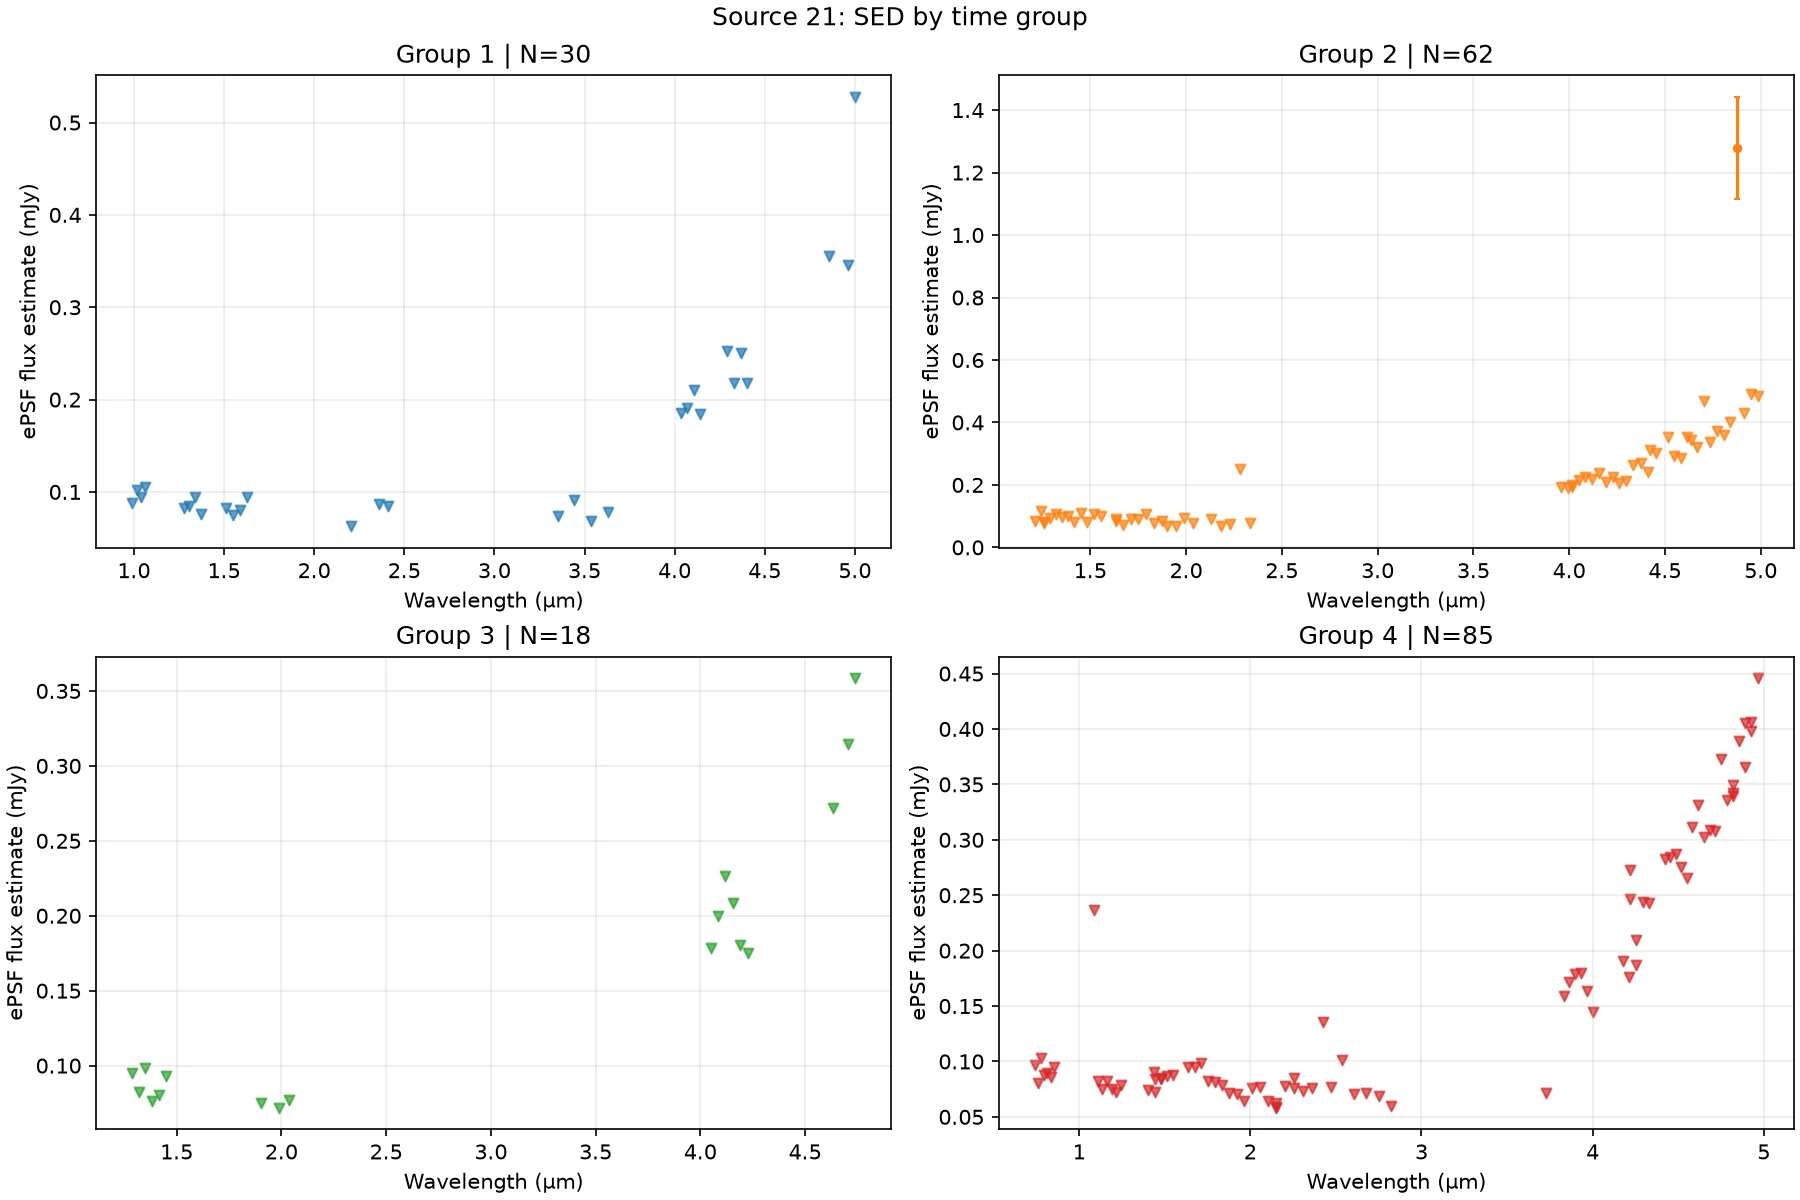 Source 21: SED by time group
Group 1 | N=30
ePSF flux estimate (mJy)
0.5
0.4
0.3
0.2
0.1
1.0 1.5 2.0 2.5 3.0 3.5 4.0 4.5 5.0
Wavelength (μm)
Group 2 | N=62
ePSF flux estimate (mJy)
1.4
1.2
1.0
0.8
0.6
0.4
0.2
0.0
1.5 2.0 2.5 3.0 3.5 4.0 4.5 5.0
Wavelength (μm)
Group 3 | N=18
ePSF flux estimate (mJy)
0.35
0.30
0.25
0.20
0.15
0.10
1.5 2.0 2.5 3.0 3.5 4.0 4.5
Wavelength (μm)
Group 4 | N=85
ePSF flux estimate (mJy)
0.45
0.40
0.35
0.30
0.25
0.20
0.15
0.10
0.05
1 2 3 4 5
Wavelength (μm)